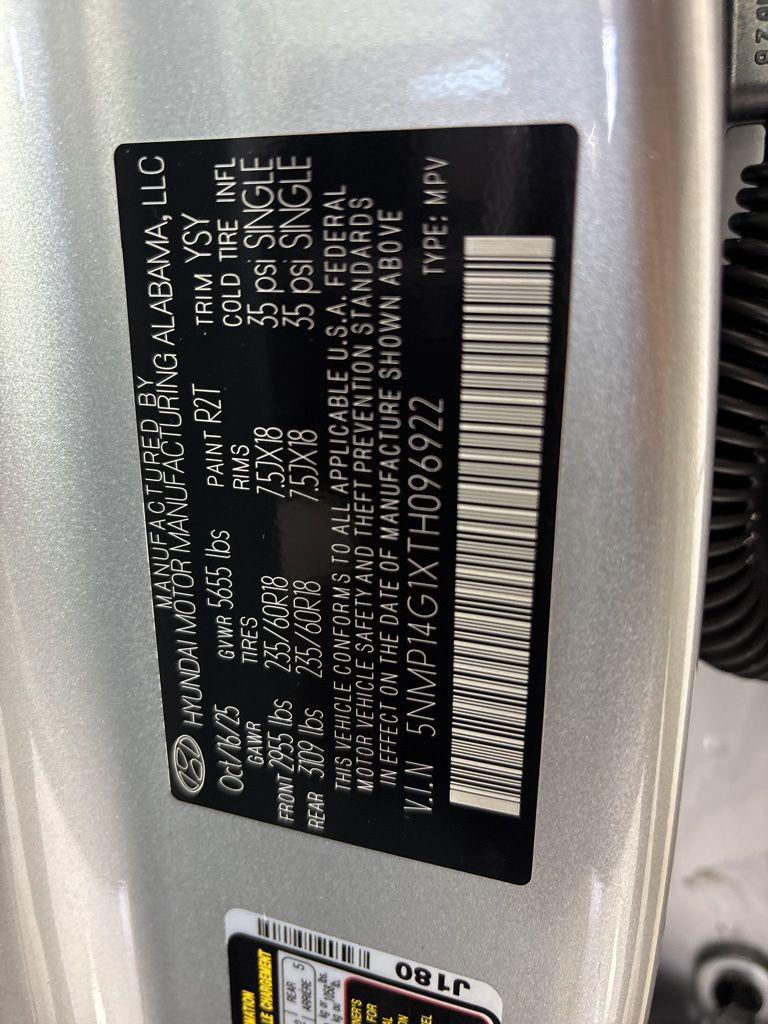 MANUFACTURED BY
HYUNDAI MOTOR MANUFACTURING ALABAMA, LLC
Oct/16/25 GVWR 5655 lbs PAINT R2T TRIM YSY
GAWR TIRES RIMS COLD TIRE INFL
FRONT 2955 lbs 235/60R18 7.5JX18 35 psi SINGLE
REAR 3109 lbs 235/60R18 7.5JX18 35 psi SINGLE
THIS VEHICLE CONFORMS TO ALL APPLICABLE U.S.A. FEDERAL
MOTOR VEHICLE SAFETY AND THEFT PREVENTION STANDARDS
IN EFFECT ON THE DATE OF MANUFACTURE SHOWN ABOVE
V.I.N 5NMP14G1XTH096922 TYPE: MPV
J180
REAR 5
ARRIÈRE